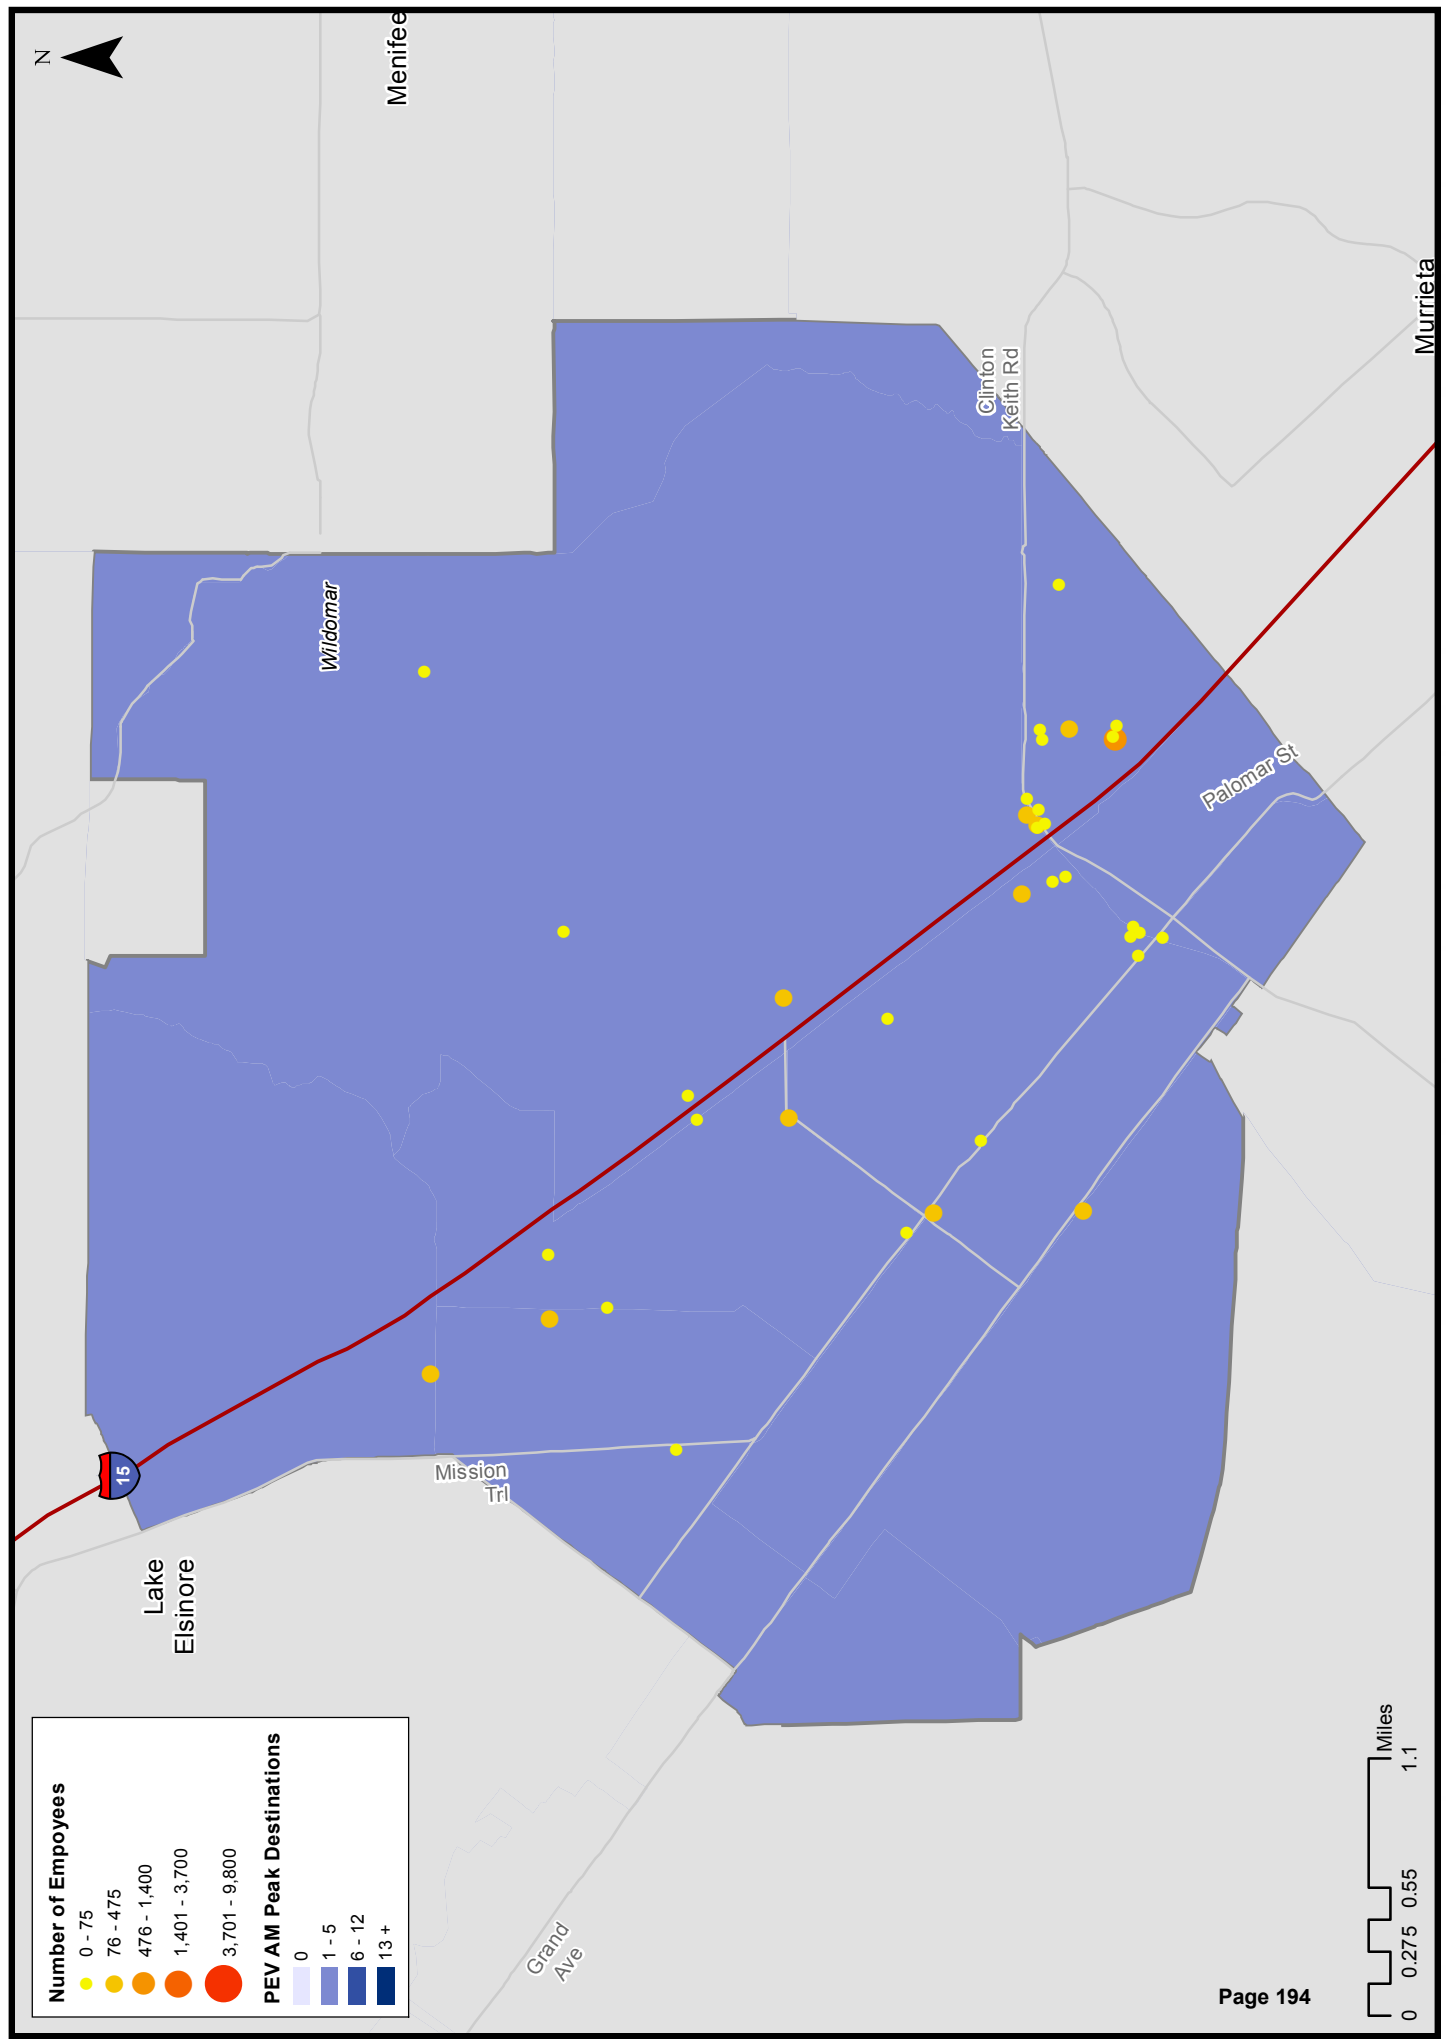 N
Menifee
Murrieta
Clinton
Keith Rd
Wildomar
Palomar St
15
Mission
Trl
Lake
Elsinore
Grand
Ave
Number of Empoyees
0 - 75
76 - 475
476 - 1,400
1,401 - 3,700
3,701 - 9,800
PEV AM Peak Destinations
0
1 - 5
6 - 12
13 +
Miles
0 0.275 0.55 1.1
Page 194